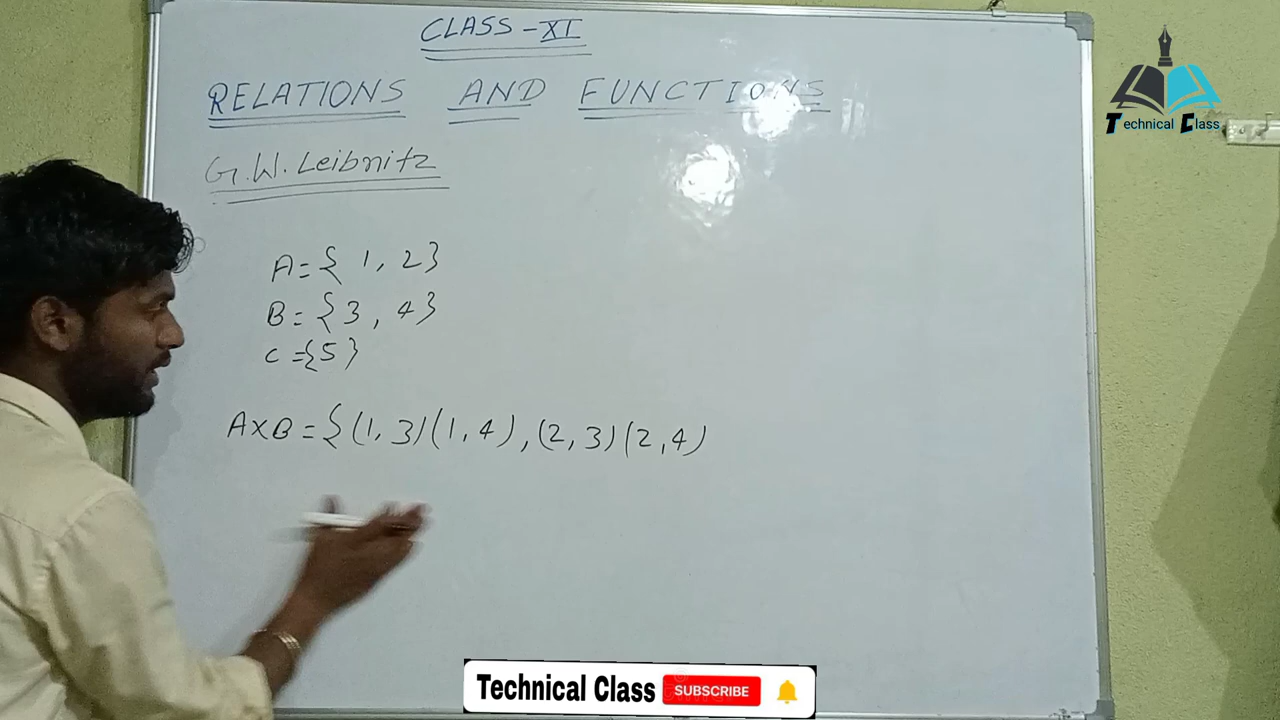 CLASS-XI
RELATIONS AND FUNCTIONS
G.W.Leibnitz
A={ 1, 2}
B={3, 4}
C={5}
AXB={(1,3)(1,4),(2,3)(2,4)
Technical Class
Technical Class SUBSCRIBE